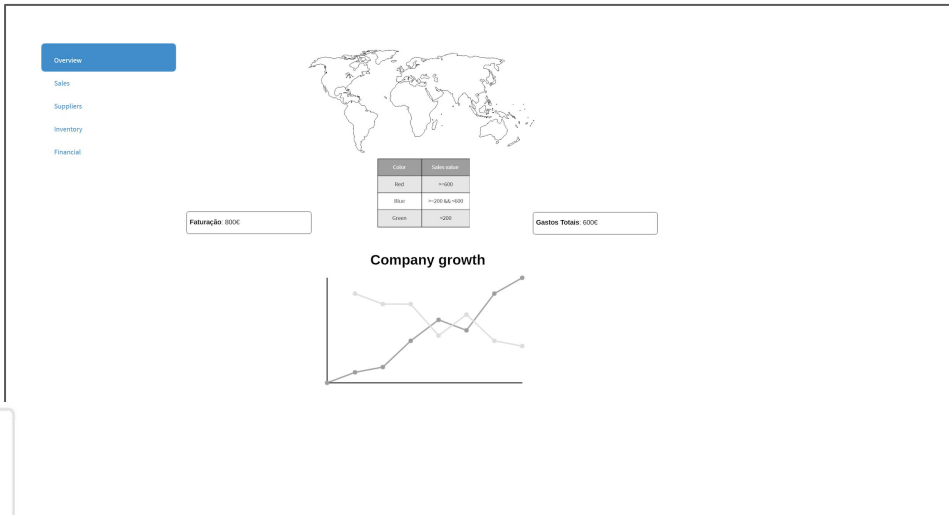 Overview
Sales
Suppliers
Inventory
Financial
Color Sales value
Red >=600
Blue >=200 && <600
Green <200
Faturação: 800€
Gastos Totais: 600€
Company growth